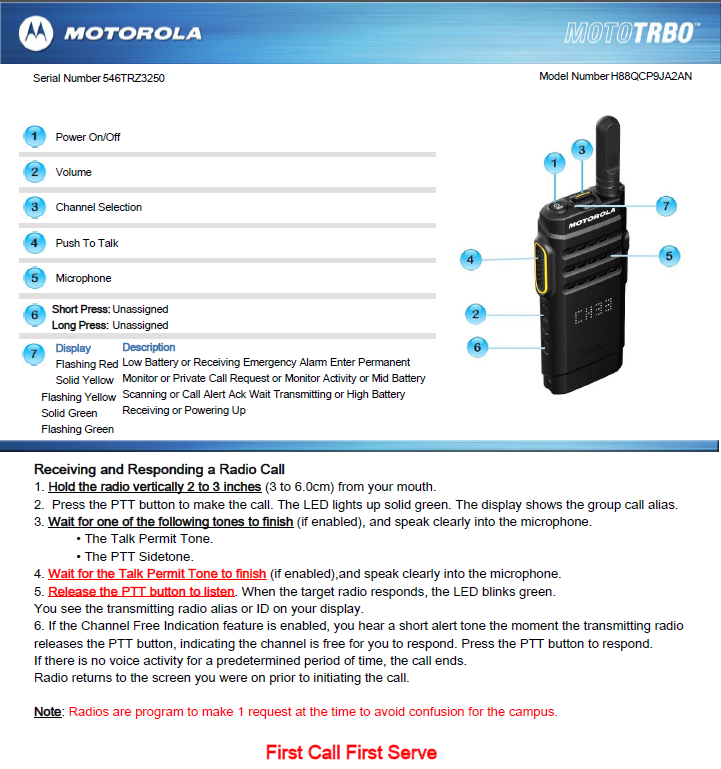 MOTOROLA
MOTOTRBO™
Serial Number 546TRZ3250
Model Number H88QCP9JA2AN
1 Power On/Off
2 Volume
3 Channel Selection
4 Push To Talk
5 Microphone
6 Short Press: Unassigned
Long Press: Unassigned
7 Display Description
Flashing Red Low Battery or Receiving Emergency Alarm Enter Permanent
Solid Yellow Monitor or Private Call Request or Monitor Activity or Mid Battery
Flashing Yellow Scanning or Call Alert Ack Wait Transmitting or High Battery
Solid Green Receiving or Powering Up
Flashing Green
1
3
7
MOTOROLA
4
5
2
CH33
6
Receiving and Responding a Radio Call
1. Hold the radio vertically 2 to 3 inches (3 to 6.0cm) from your mouth.
2. Press the PTT button to make the call. The LED lights up solid green. The display shows the group call alias.
3. Wait for one of the following tones to finish (if enabled), and speak clearly into the microphone.
• The Talk Permit Tone.
• The PTT Sidetone.
4. Wait for the Talk Permit Tone to finish (if enabled),and speak clearly into the microphone.
5. Release the PTT button to listen. When the target radio responds, the LED blinks green.
You see the transmitting radio alias or ID on your display.
6. If the Channel Free Indication feature is enabled, you hear a short alert tone the moment the transmitting radio
releases the PTT button, indicating the channel is free for you to respond. Press the PTT button to respond.
If there is no voice activity for a predetermined period of time, the call ends.
Radio returns to the screen you were on prior to initiating the call.
Note: Radios are program to make 1 request at the time to avoid confusion for the campus.
First Call First Serve